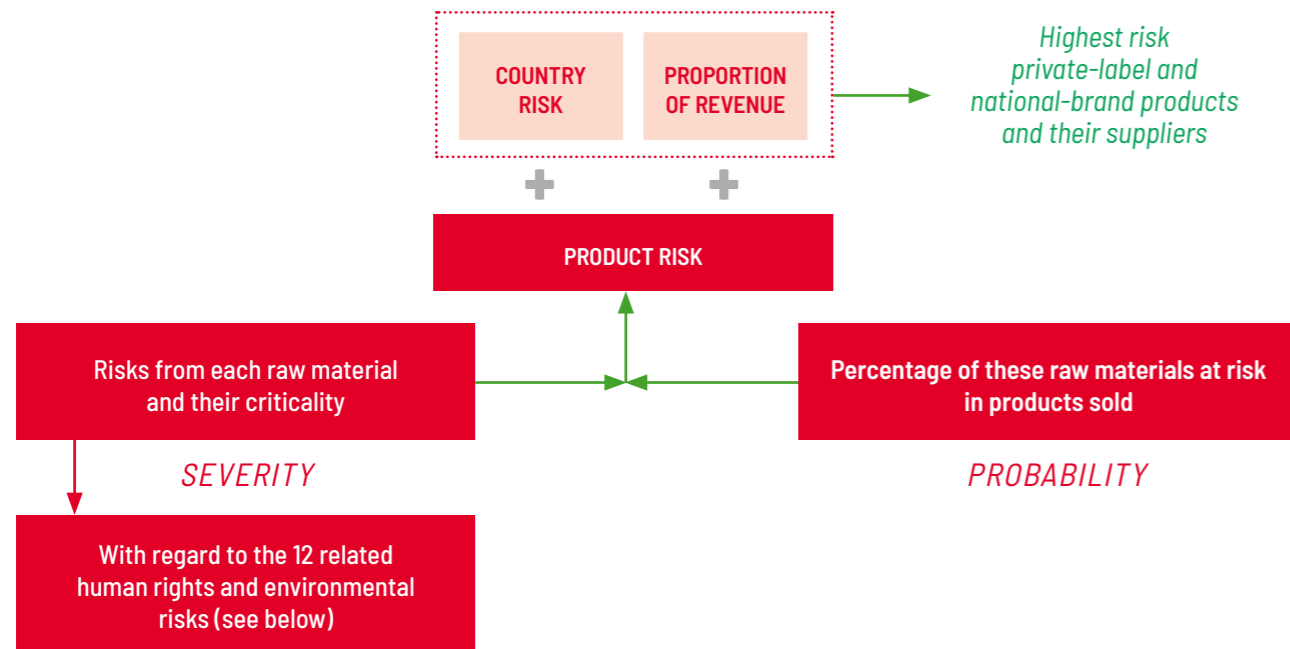 COUNTRY
RISK
PROPORTION
OF REVENUE
Highest risk
private-label and
national-brand products
and their suppliers
PRODUCT RISK
Risks from each raw material
and their criticality
Percentage of these raw materials at risk
in products sold
SEVERITY
PROBABILITY
With regard to the 12 related
human rights and environmental
risks (see below)